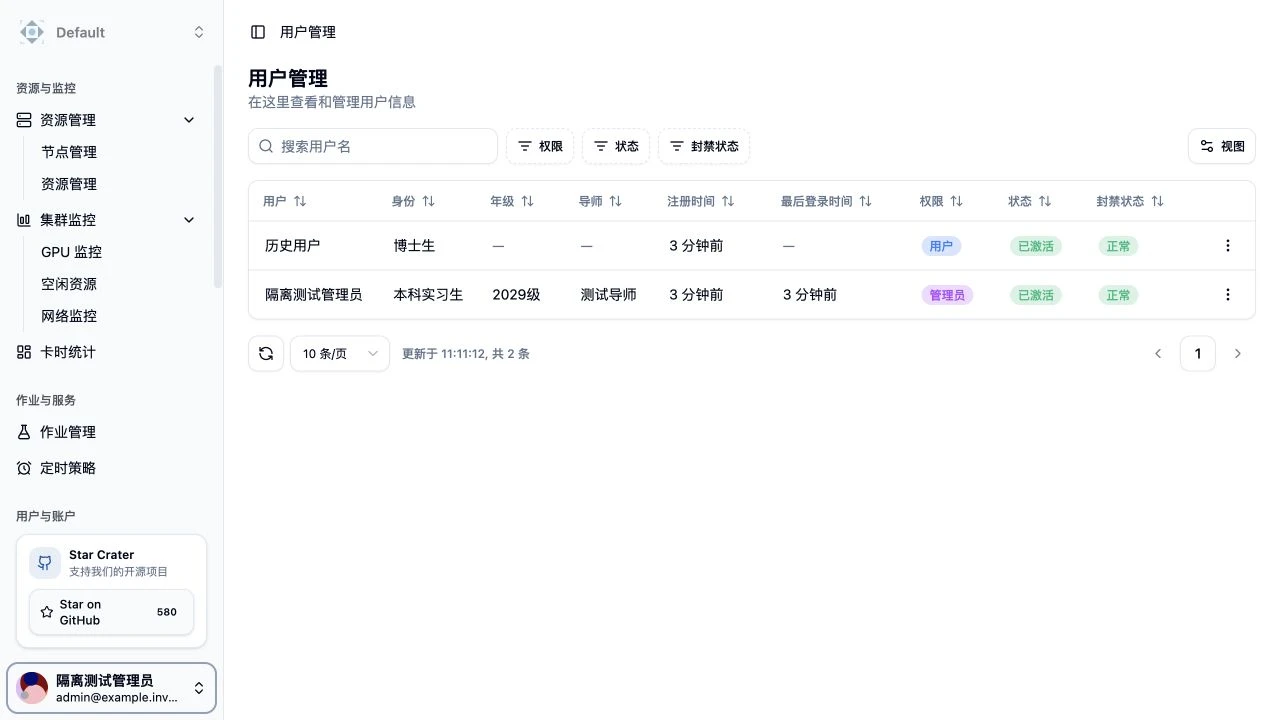 Default
资源与监控
资源管理
节点管理
资源管理
集群监控
GPU 监控
空闲资源
网络监控
卡时统计
作业与服务
作业管理
定时策略
用户与账户
Star Crater
支持我们的开源项目
Star on GitHub 580
隔离测试管理员
admin@example.inv...
用户管理
用户管理
在这里查看和管理用户信息
搜索用户名 权限 状态 封禁状态 视图
用户 身份 年级 导师 注册时间 最后登录时间 权限 状态 封禁状态
历史用户 博士生 — — 3 分钟前 — 用户 已激活 正常
隔离测试管理员 本科实习生 2029级 测试导师 3 分钟前 3 分钟前 管理员 已激活 正常
10 条/页 更新于 11:11:12, 共 2 条 1